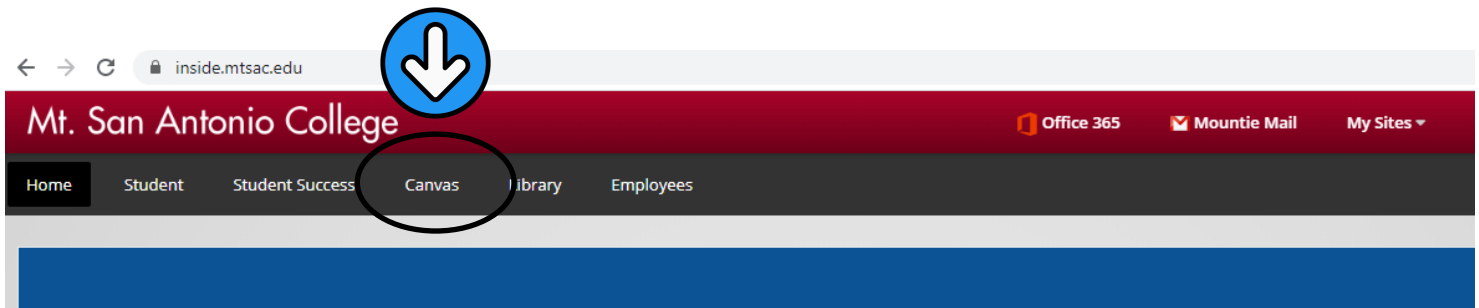 inside.mtsac.edu
Mt. San Antonio College Office 365 Mountie Mail My Sites
Home Student Student Success Canvas Library Employees